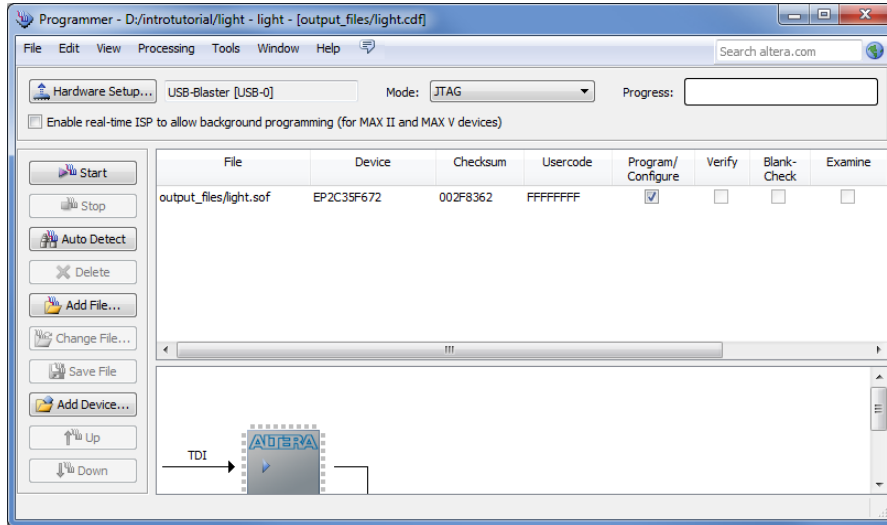 Programmer - D:/introtutorial/light - light - [output_files/light.cdf]
File Edit View Processing Tools Window Help
Search altera.com
Hardware Setup... USB-Blaster [USB-0] Mode: JTAG Progress:
Enable real-time ISP to allow background programming (for MAX II and MAX V devices)
Start
Stop
Auto Detect
Delete
Add File...
Change File...
Save File
Add Device...
Up
Down
File Device Checksum Usercode Program/ Configure Verify Blank- Check Examine
output_files/light.sof EP2C35F672 002F8362 FFFFFFFF
TDI
ALTERA